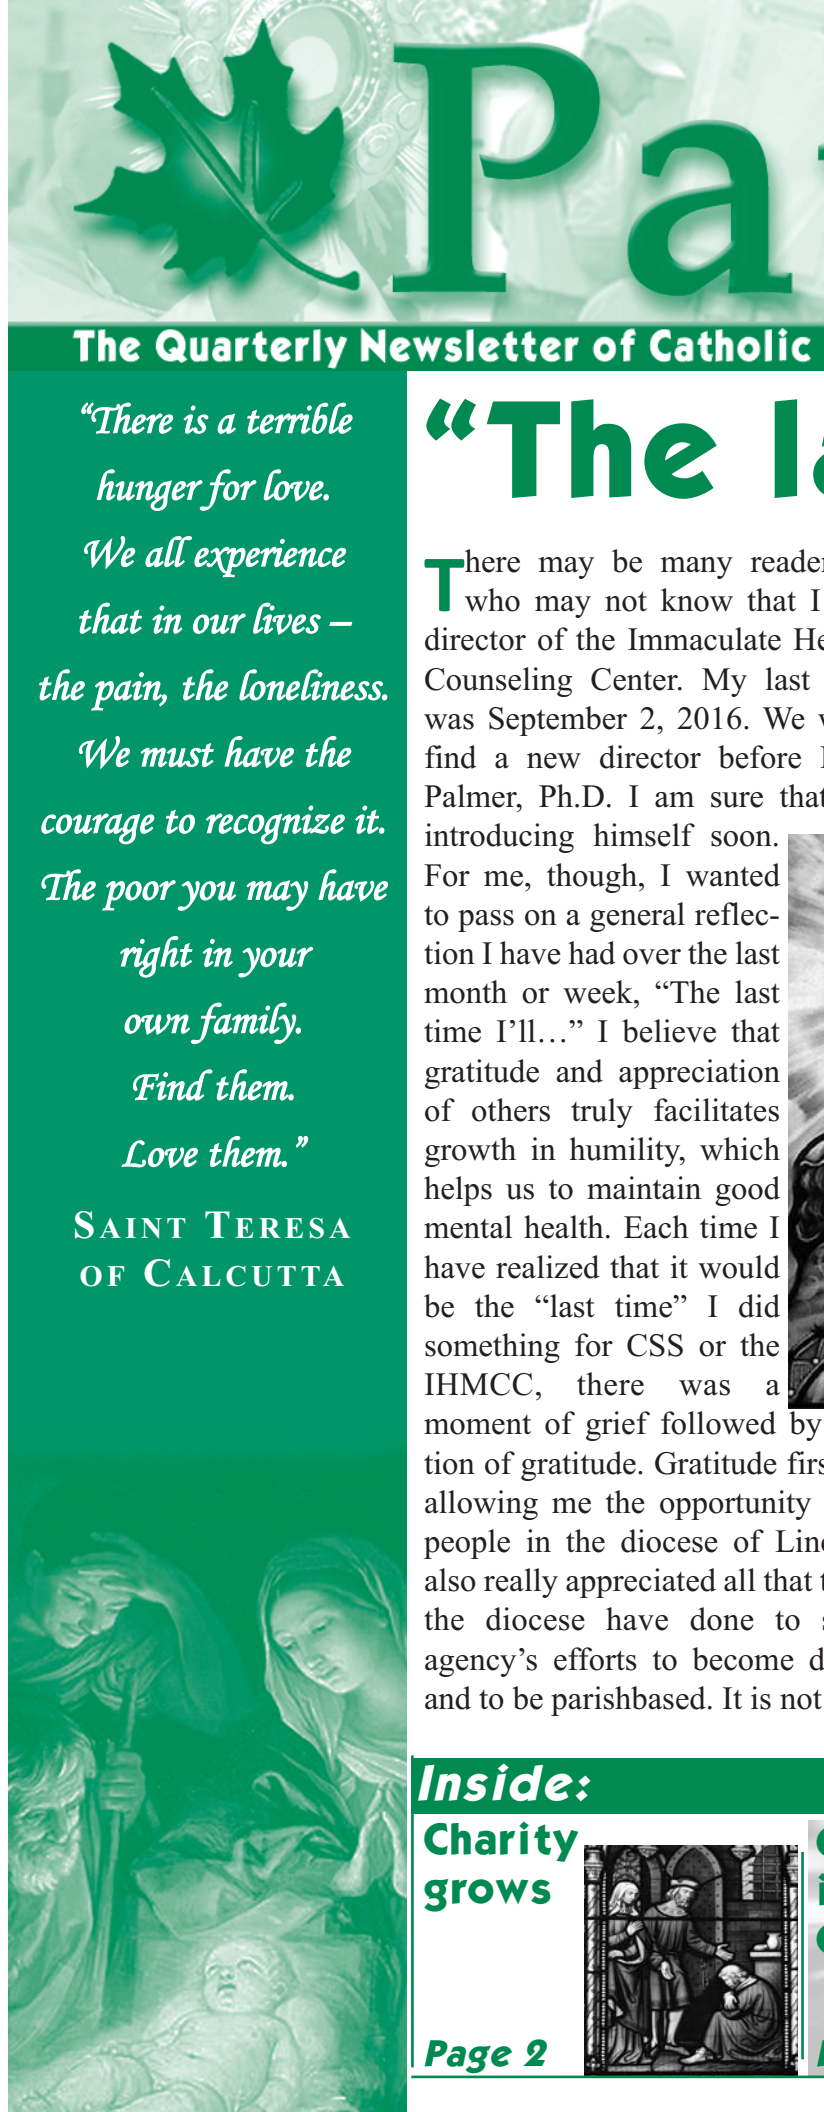 Pa
The Quarterly Newsletter of Catholic
“There is a terrible
hunger for love.
We all experience
that in our lives –
the pain, the loneliness.
We must have the
courage to recognize it.
The poor you may have
right in your
own family.
Find them.
Love them.”
SAINT TERESA
OF CALCUTTA
“The la
There may be many reader
who may not know that I
director of the Immaculate He
Counseling Center. My last
was September 2, 2016. We w
find a new director before I
Palmer, Ph.D. I am sure that
introducing himself soon.
For me, though, I wanted
to pass on a general reflec-
tion I have had over the last
month or week, “The last
time I’ll…” I believe that
gratitude and appreciation
of others truly facilitates
growth in humility, which
helps us to maintain good
mental health. Each time I
have realized that it would
be the “last time” I did
something for CSS or the
IHMCC, there was a
moment of grief followed by
tion of gratitude. Gratitude firs
allowing me the opportunity
people in the diocese of Linc
also really appreciated all that t
the diocese have done to s
agency’s efforts to become d
and to be parishbased. It is not
Inside:
Charity
grows
Page 2